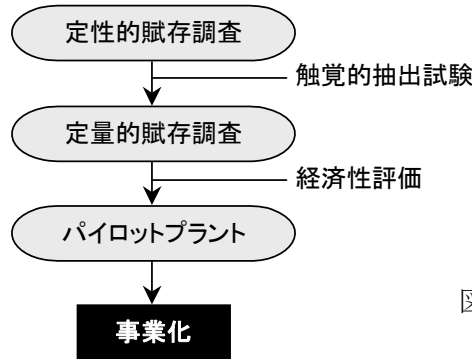 定性的賦存調査
触覚的抽出試験
定量的賦存調査
経済性評価
パイロットプラント
図
事業化